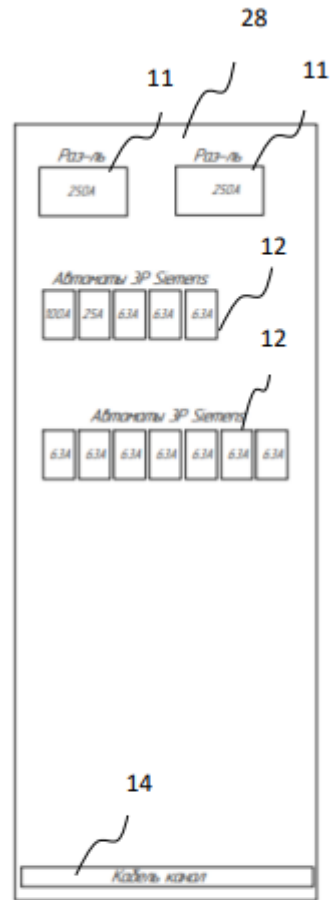 28
11 11
Раз-ль Раз-ль
250А 250А
Автоматы 3Р Siemens
12
100А 25А 63А 63А 63А
12
Автоматы 3Р Siemens
63А 63А 63А 63А 63А 63А 63А
14
Кабель канал